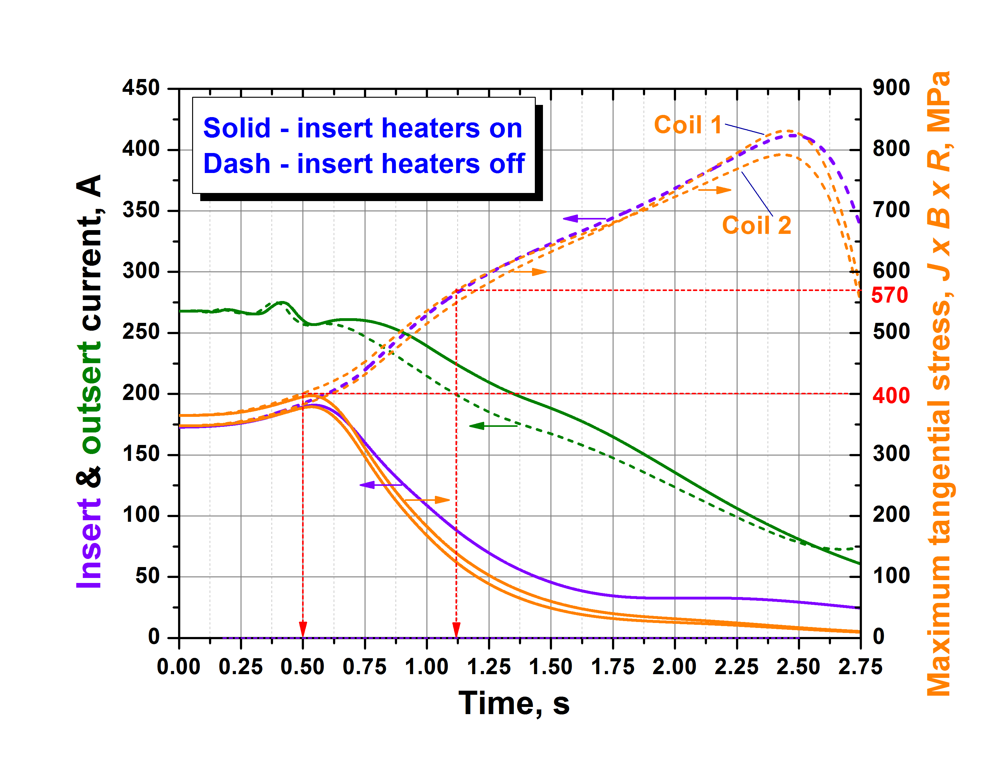 Insert & outsert current, A
450
400
350
300
250
200
150
100
50
0
Solid - insert heaters on
Dash - insert heaters off
Coil 1
Coil 2
900
800
700
600
570
500
400
300
200
100
0
Maximum tangential stress, J x B x R, MPa
0.00 0.25 0.50 0.75 1.00 1.25 1.50 1.75 2.00 2.25 2.50 2.75
Time, s